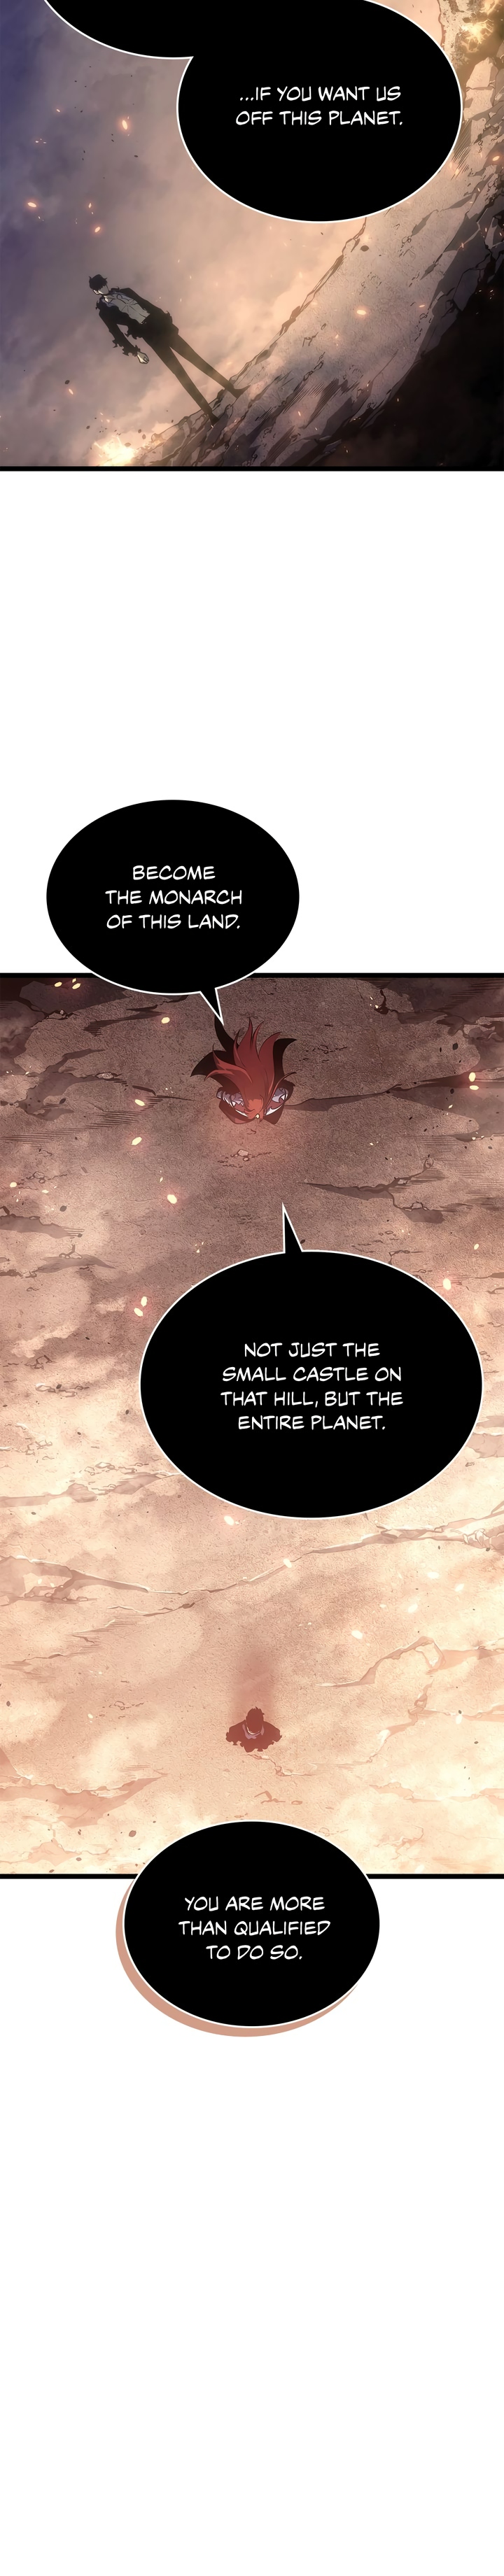 ...IF YOU WANT US
OFF THIS PLANET.
BECOME
THE MONARCH
OF THIS LAND.
NOT JUST THE
SMALL CASTLE ON
THAT HILL, BUT THE
ENTIRE PLANET.
YOU ARE MORE
THAN QUALIFIED
TO DO SO.